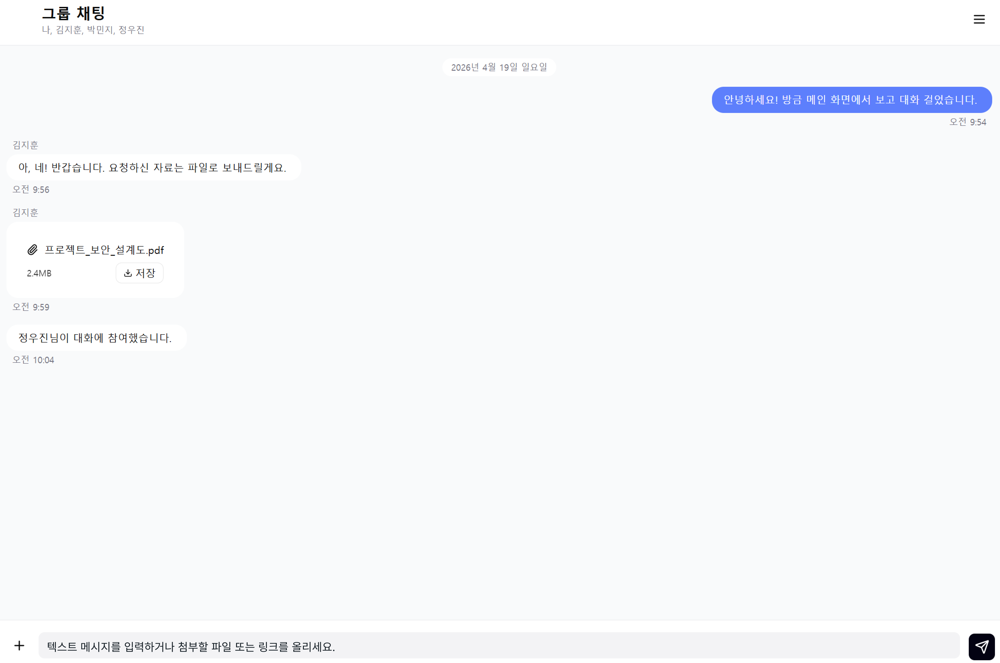 그룹 채팅
나, 김지훈, 박민지, 정우진
2026년 4월 19일 일요일
안녕하세요! 방금 메인 화면에서 보고 대화 걸었습니다.
오전 9:54
김지훈
아, 네! 반갑습니다. 요청하신 자료는 파일로 보내드릴게요.
오전 9:56
김지훈
프로젝트_보안_설계도.pdf
2.4MB 저장
오전 9:59
정우진님이 대화에 참여했습니다.
오전 10:04
텍스트 메시지를 입력하거나 첨부할 파일 또는 링크를 올리세요.